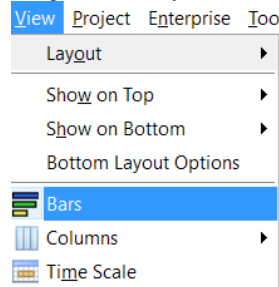 View Project Enterprise Too
Layout
Show on Top
Show on Bottom
Bottom Layout Options
Bars
Columns
Time Scale